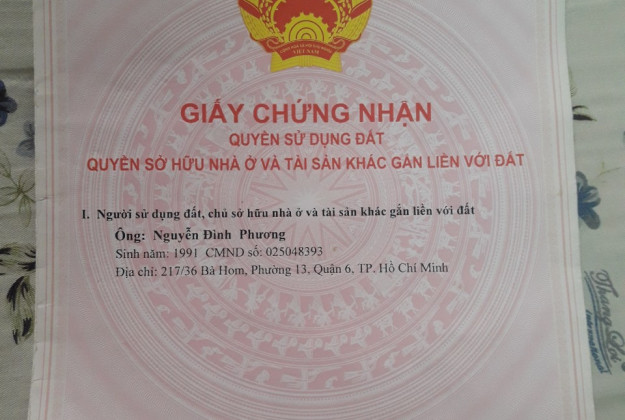 VIỆT NAM
GIẤY CHỨNG NHẬN
QUYỀN SỬ DỤNG ĐẤT
QUYỀN SỞ HỮU NHÀ Ở VÀ TÀI SẢN KHÁC GẮN LIỀN VỚI ĐẤT
I. Người sử dụng đất, chủ sở hữu nhà ở và tài sản khác gắn liền với đất
Ông: Nguyễn Đình Phương
Sinh năm: 1991 CMND số: 025048393
Địa chỉ: 217/36 Bà Hom, Phường 13, Quận 6, TP. Hồ Chí Minh